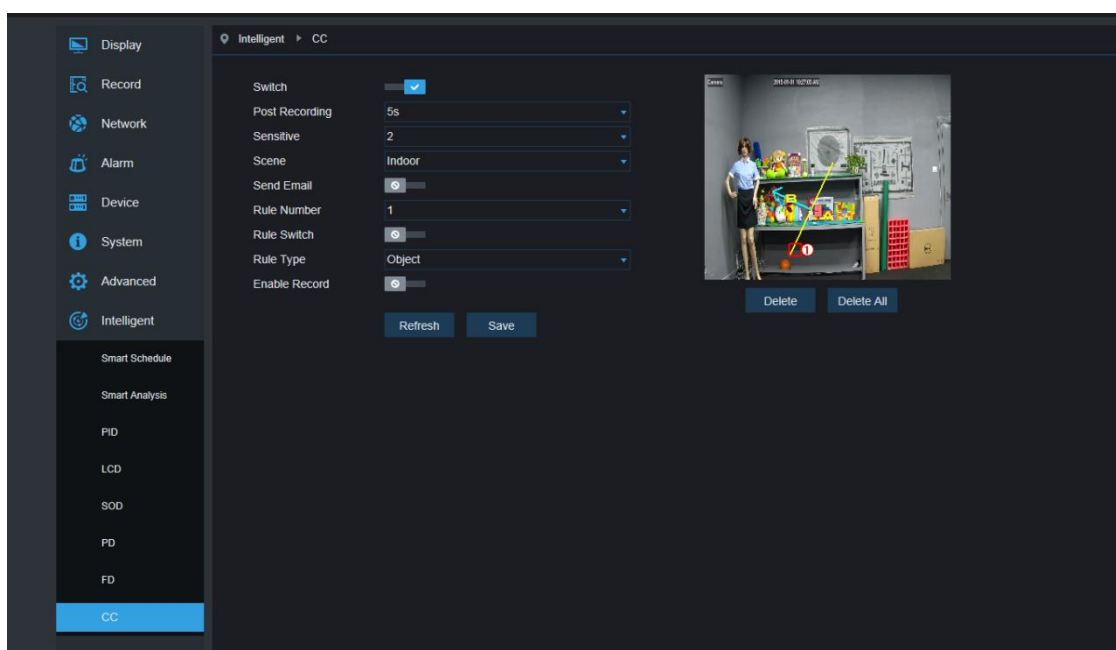 Intelligent CC
Display
Record
Network
Alarm
Device
System
Advanced
Intelligent
Smart Schedule
Smart Analysis
PID
LCD
SOD
PD
FD
CC
Switch
Post Recording 5s
Sensitive 2
Scene Indoor
Send Email
Rule Number 1
Rule Switch
Rule Type Object
Enable Record
Refresh Save
Camera
B
A
1
Delete Delete All